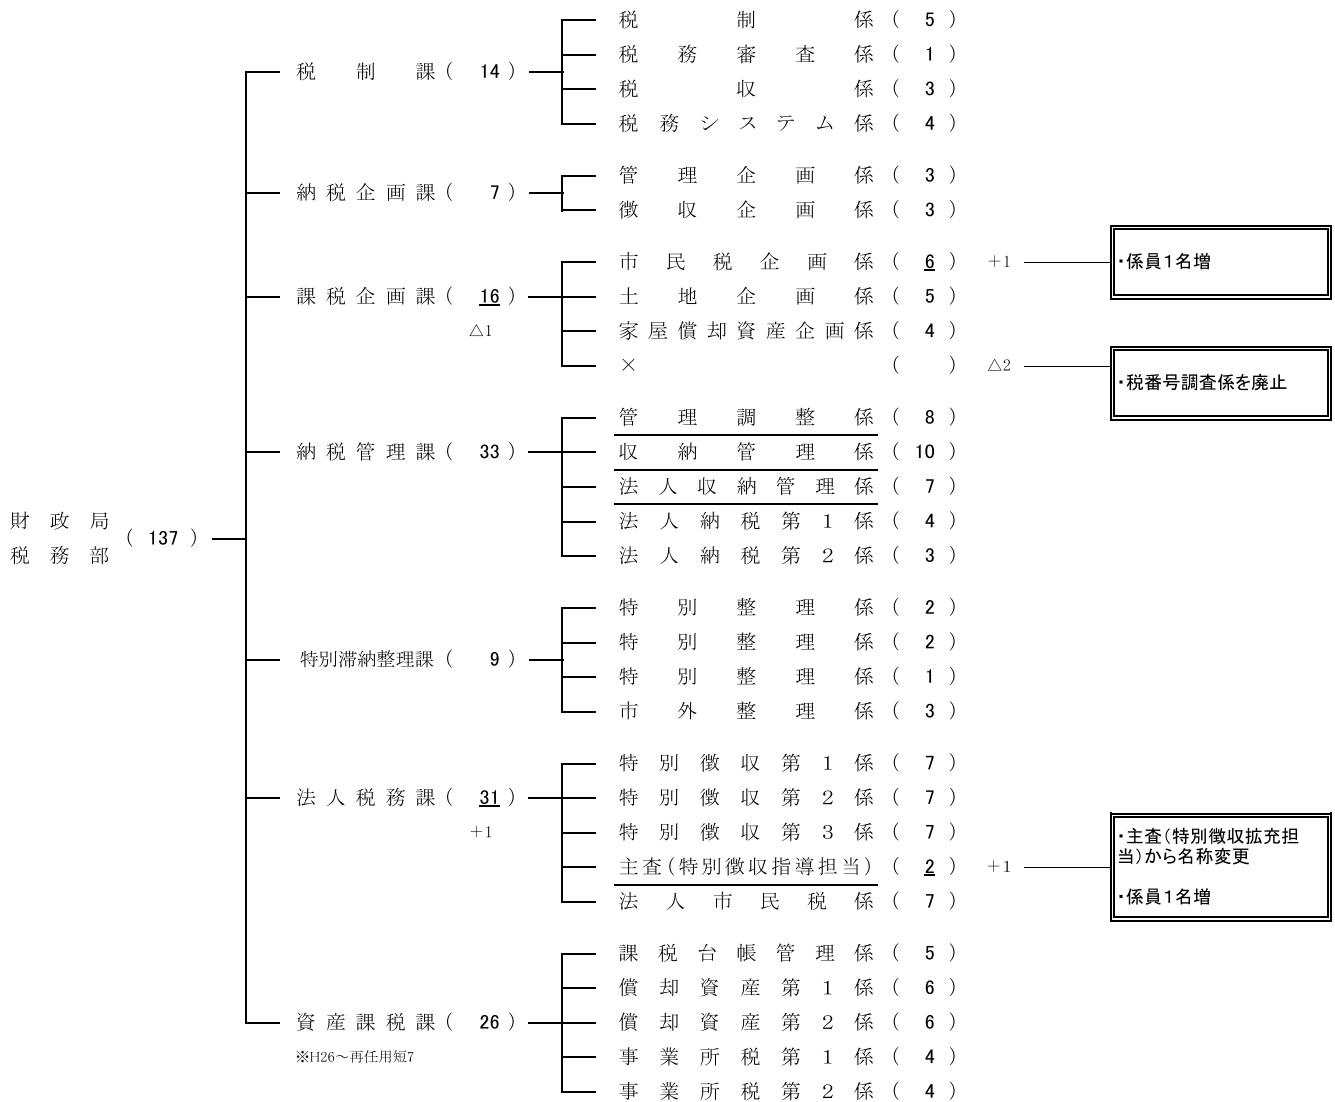 税制係( 5 )
税務審査係( 1 )
税制課( 14 )
税収係( 3 )
税務システム係( 4 )
管理企画係( 3 )
納税企画課( 7 )
徴収企画係( 3 )
市民税企画係( 6 ) +1
・係員1名増
課税企画課( 16 )
△1
土地企画係( 5 )
家屋償却資産企画係( 4 )
× ( ) △2
・税番号調査係を廃止
管理調整係( 8 )
納税管理課( 33 )
収納管理係( 10 )
法人収納管理係( 7 )
法人納税第1係( 4 )
法人納税第2係( 3 )
財政局
税務部
( 137 )
特別整理係( 2 )
特別整理係( 2 )
特別滞納整理課( 9 )
特別整理係( 1 )
市外整理係( 3 )
特別徴収第1係( 7 )
法人税務課( 31 )
+1
特別徴収第2係( 7 )
特別徴収第3係( 7 )
主査(特別徴収指導担当)( 2 ) +1
・主査(特別徴収拡充担
当)から名称変更
・係員1名増
法人市民税係( 7 )
課税台帳管理係( 5 )
償却資産第1係( 6 )
資産課税課( 26 )
※H26～再任用短7
償却資産第2係( 6 )
事業所税第1係( 4 )
事業所税第2係( 4 )